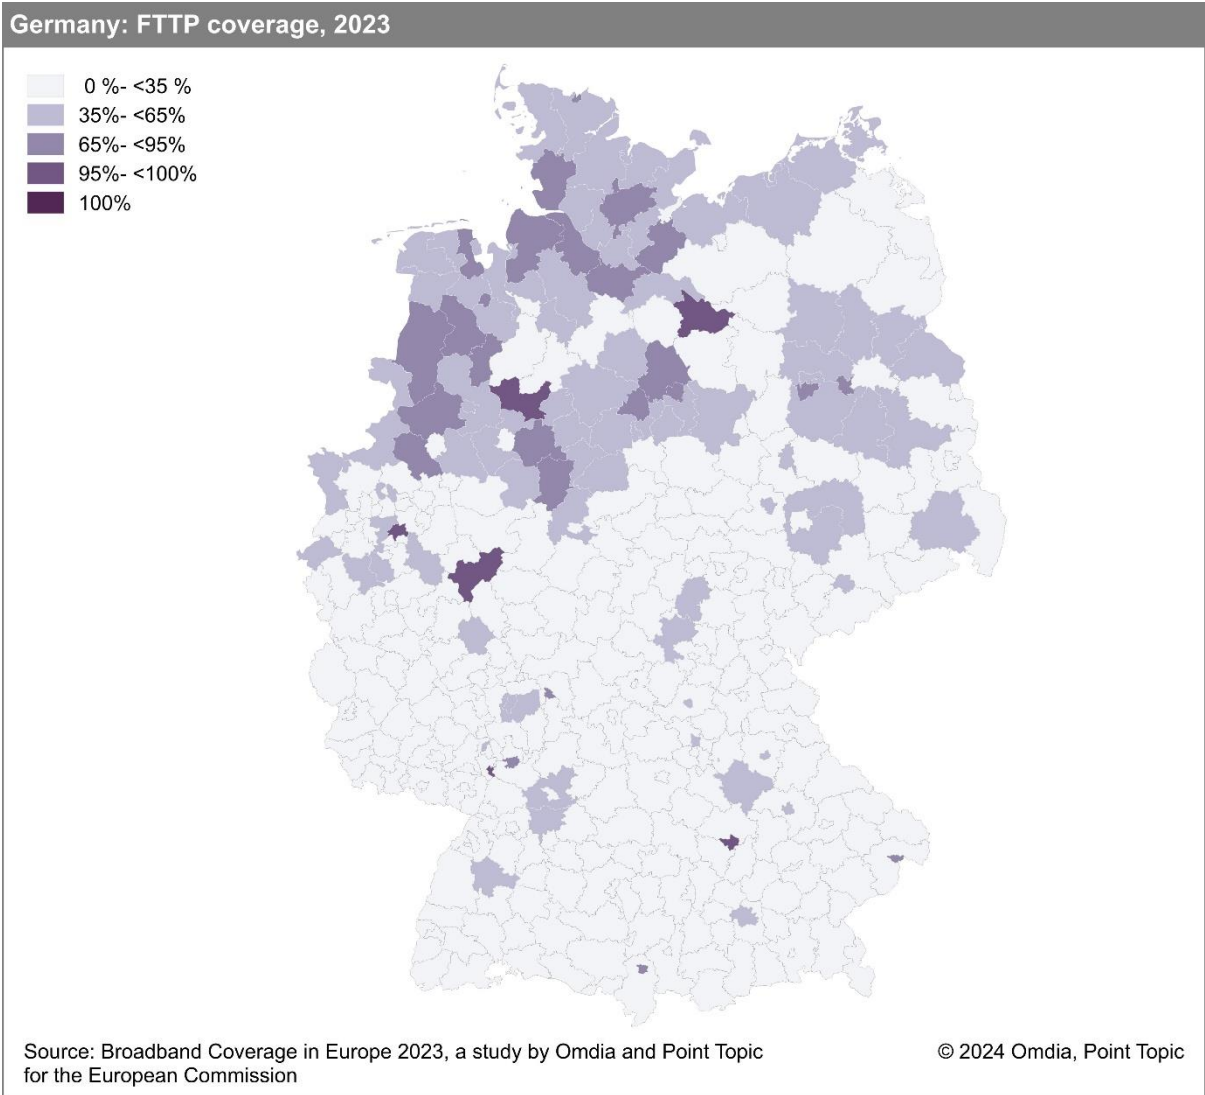 Germany: FTTP coverage, 2023
0 %- <35 %
35%- <65%
65%- <95%
95%- <100%
100%
Source: Broadband Coverage in Europe 2023, a study by Omdia and Point Topic
for the European Commission
© 2024 Omdia, Point Topic